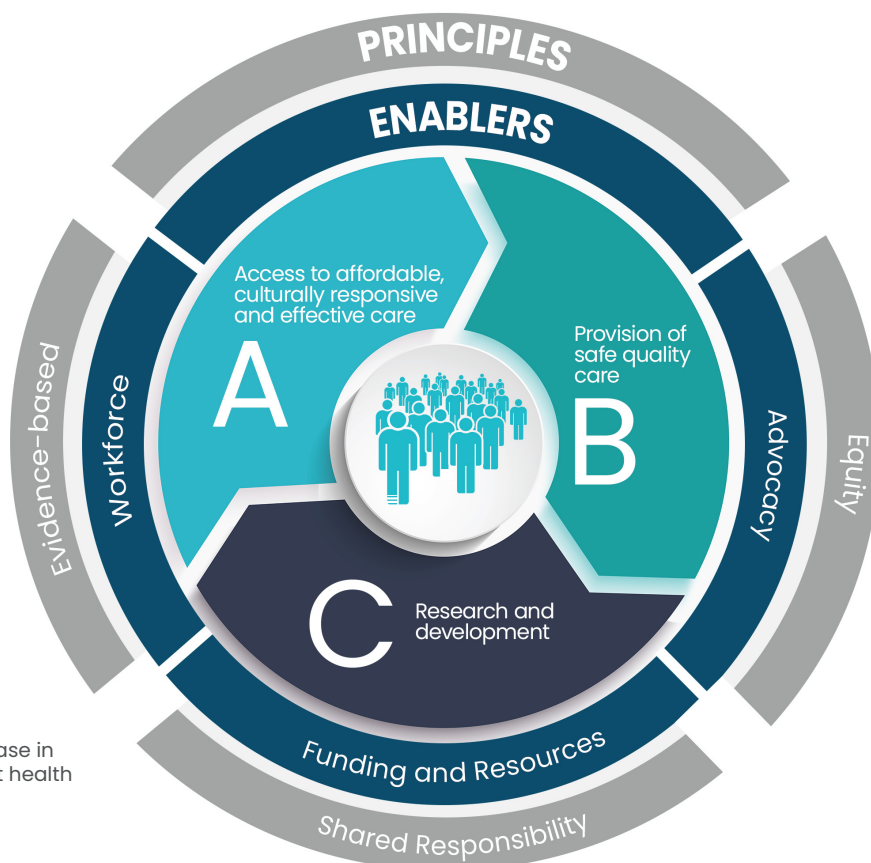 PRINCIPLES
ENABLERS
Access to affordable,
culturally responsive
and effective care
A
Provision of
safe quality
care
B
C
Research and
development
Evidence-based
Workforce
Advocacy
Equity
Funding and Resources
Shared Responsibility
health